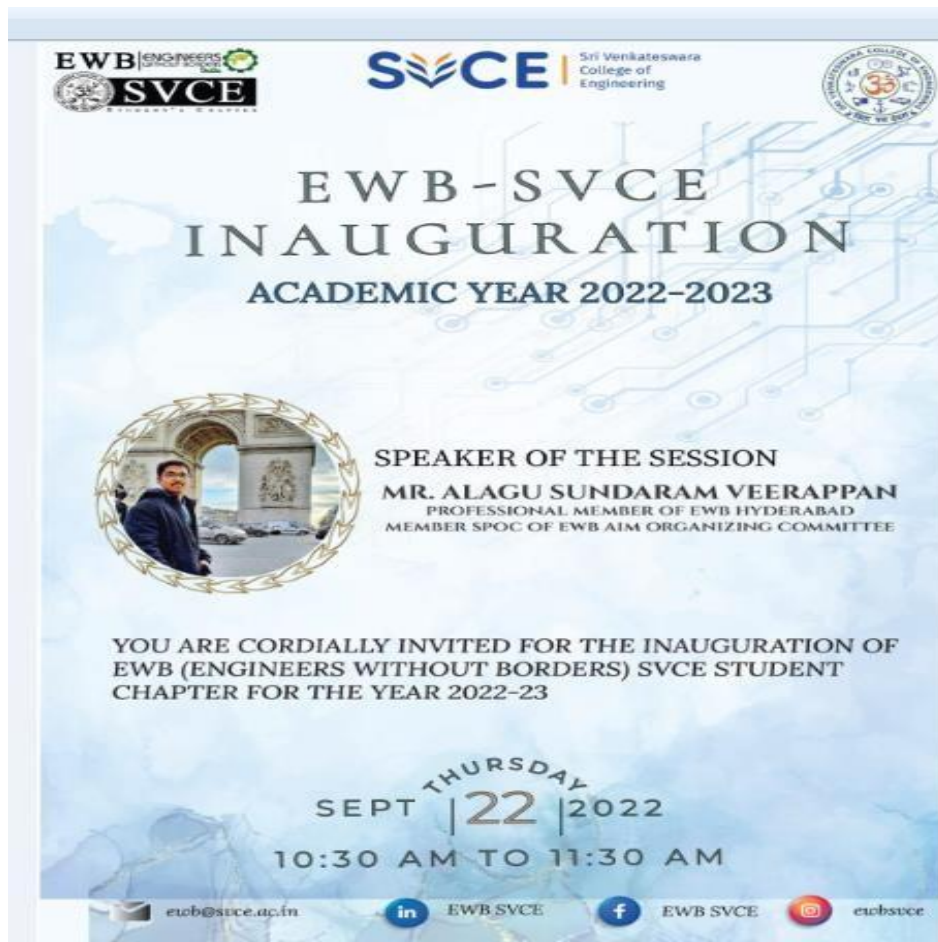 EWB ENGINEERS WITHOUT BORDERS
SVCE
STUDENT'S CHAPTER
SVCE Sri Venkateswara
College of
Engineering
EWB-SVCE
INAUGURATION
ACADEMIC YEAR 2022-2023
SPEAKER OF THE SESSION
MR. ALAGU SUNDARAM VEERAPPAN
PROFESSIONAL MEMBER OF EWB HYDERABAD
MEMBER SPOC OF EWB AIM ORGANIZING COMMITTEE
YOU ARE CORDIALLY INVITED FOR THE INAUGURATION OF
EWB (ENGINEERS WITHOUT BORDERS) SVCE STUDENT
CHAPTER FOR THE YEAR 2022-23
THURSDAY
SEPT 22 2022
10:30 AM TO 11:30 AM
ewb@svce.ac.in EWB SVCE EWB SVCE ewbsvce